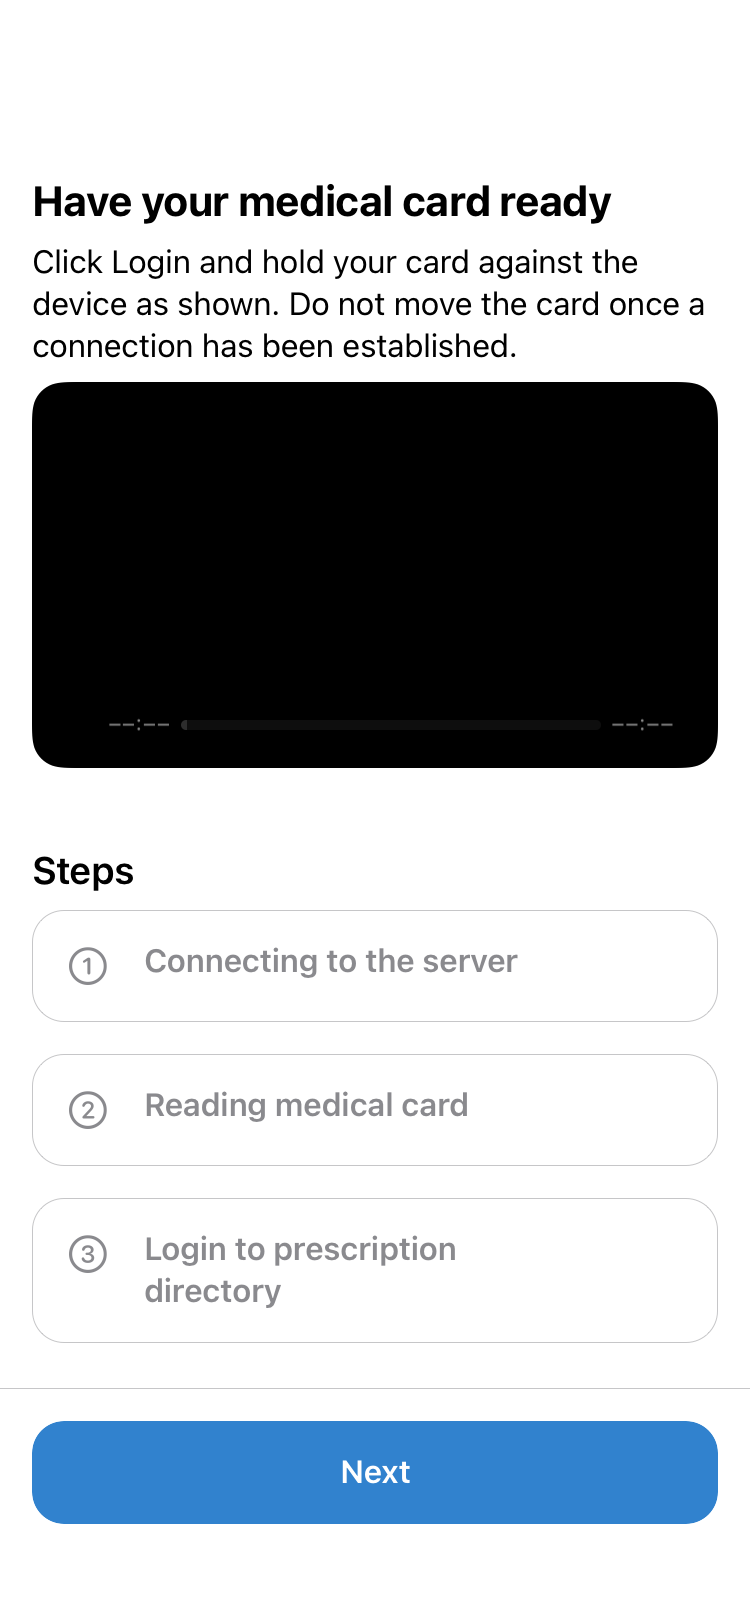 Have your medical card ready
Click Login and hold your card against the
device as shown. Do not move the card once a
connection has been established.
--:-- --:--
Steps
1 Connecting to the server
2 Reading medical card
3 Login to prescription
directory
Next